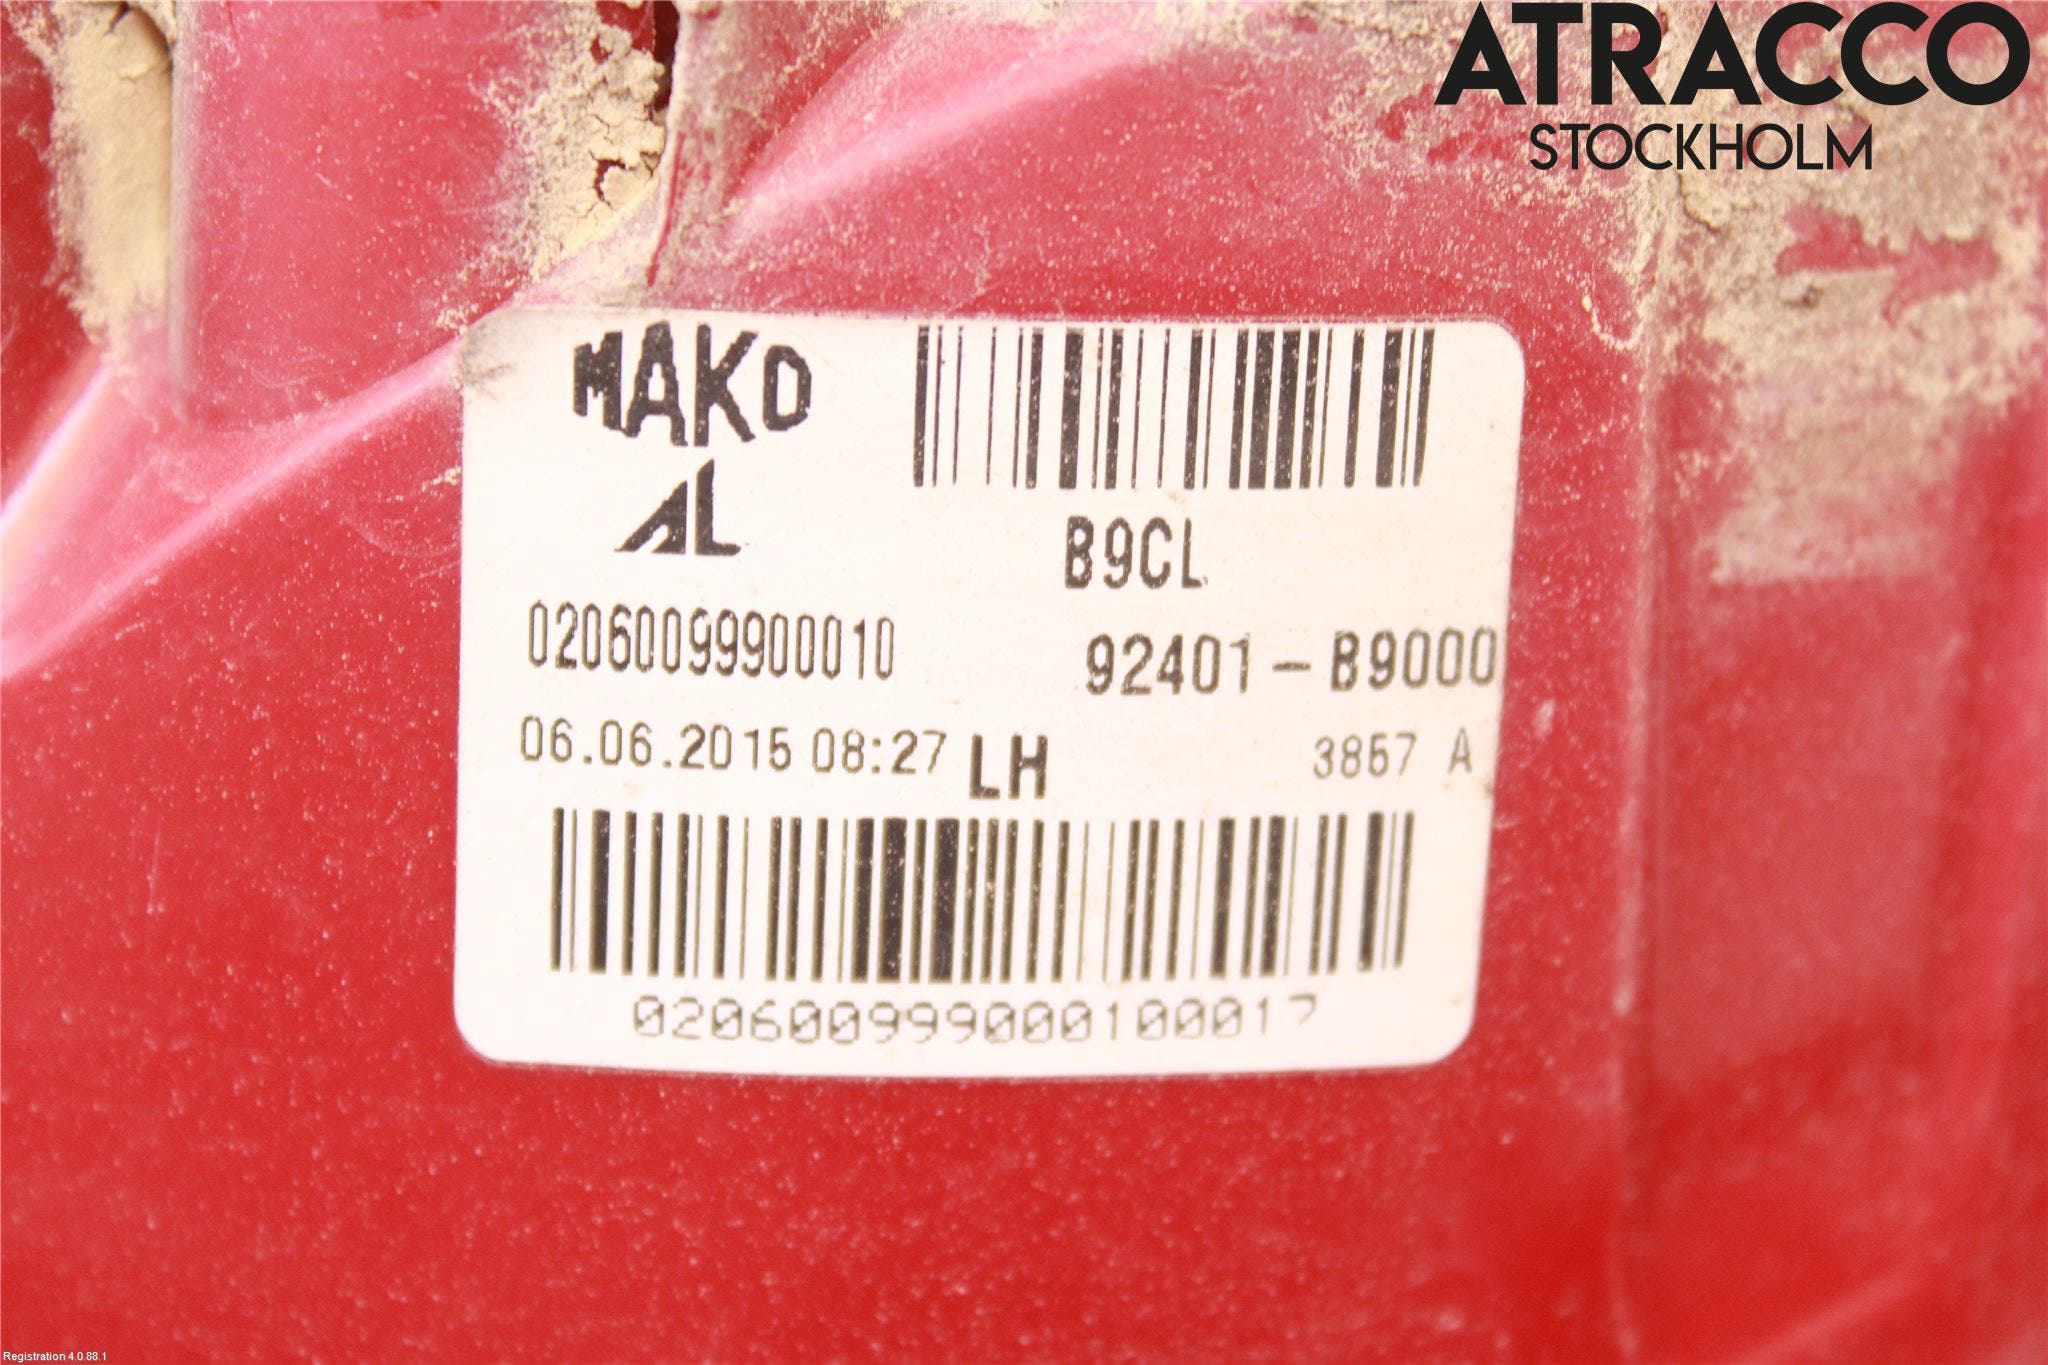 ATRACCO
STOCKHOLM
MAKO
AL
B9CL
02060099900010
92401-B9000
06.06.2015 08:27 LH
3857 A
020600999000100017
Registration 4.0.88.1